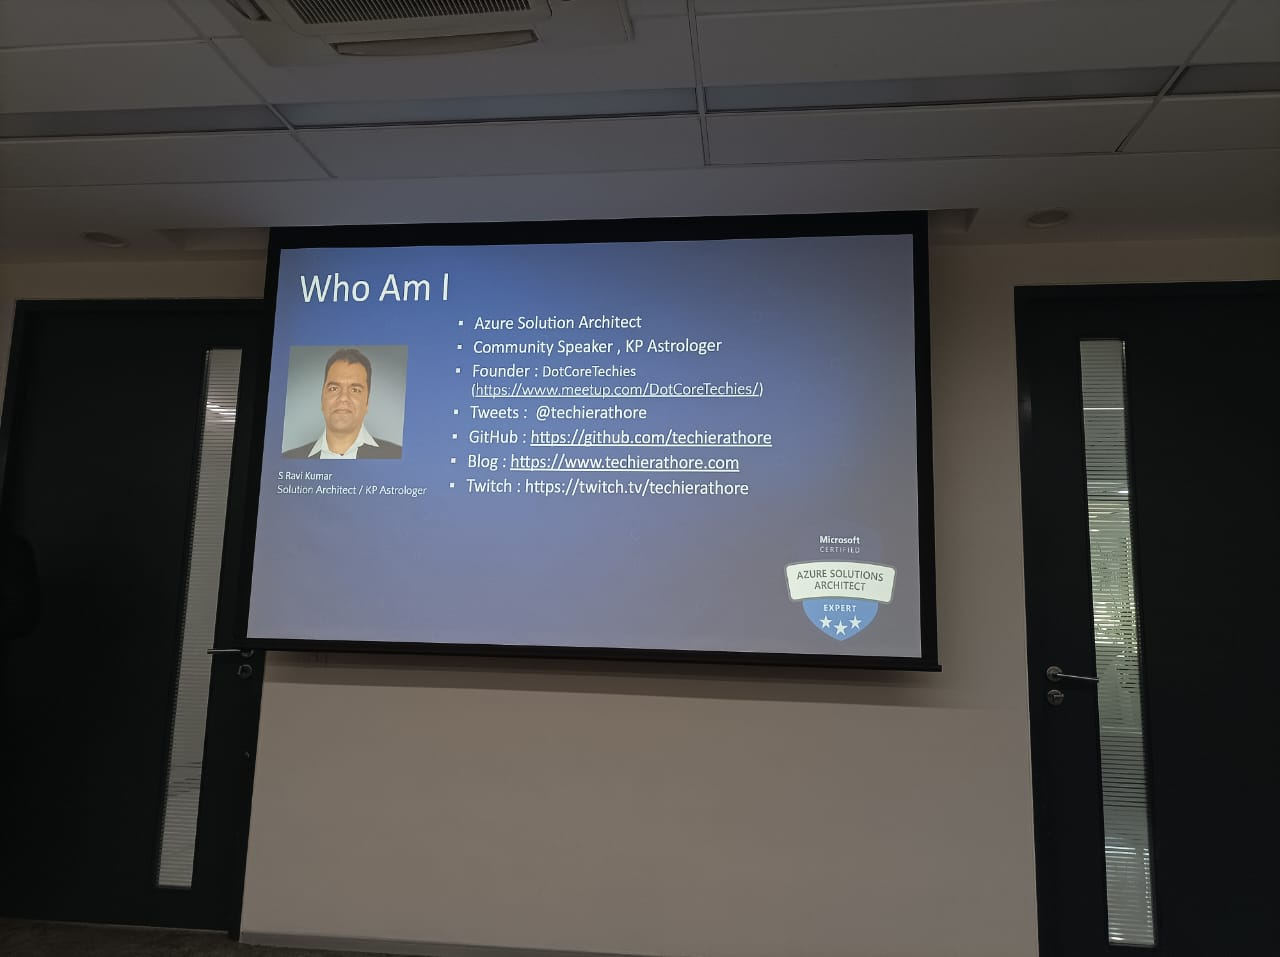 Who Am I
▪ Azure Solution Architect
▪ Community Speaker , KP Astrologer
▪ Founder : DotCoreTechies
(https://www.meetup.com/DotCoreTechies/)
▪ Tweets : @techierathore
▪ GitHub : https://github.com/techierathore
▪ Blog : https://www.techierathore.com
▪ Twitch : https://twitch.tv/techierathore
S Ravi Kumar
Solution Architect / KP Astrologer
Microsoft
CERTIFIED
AZURE SOLUTIONS
ARCHITECT
EXPERT